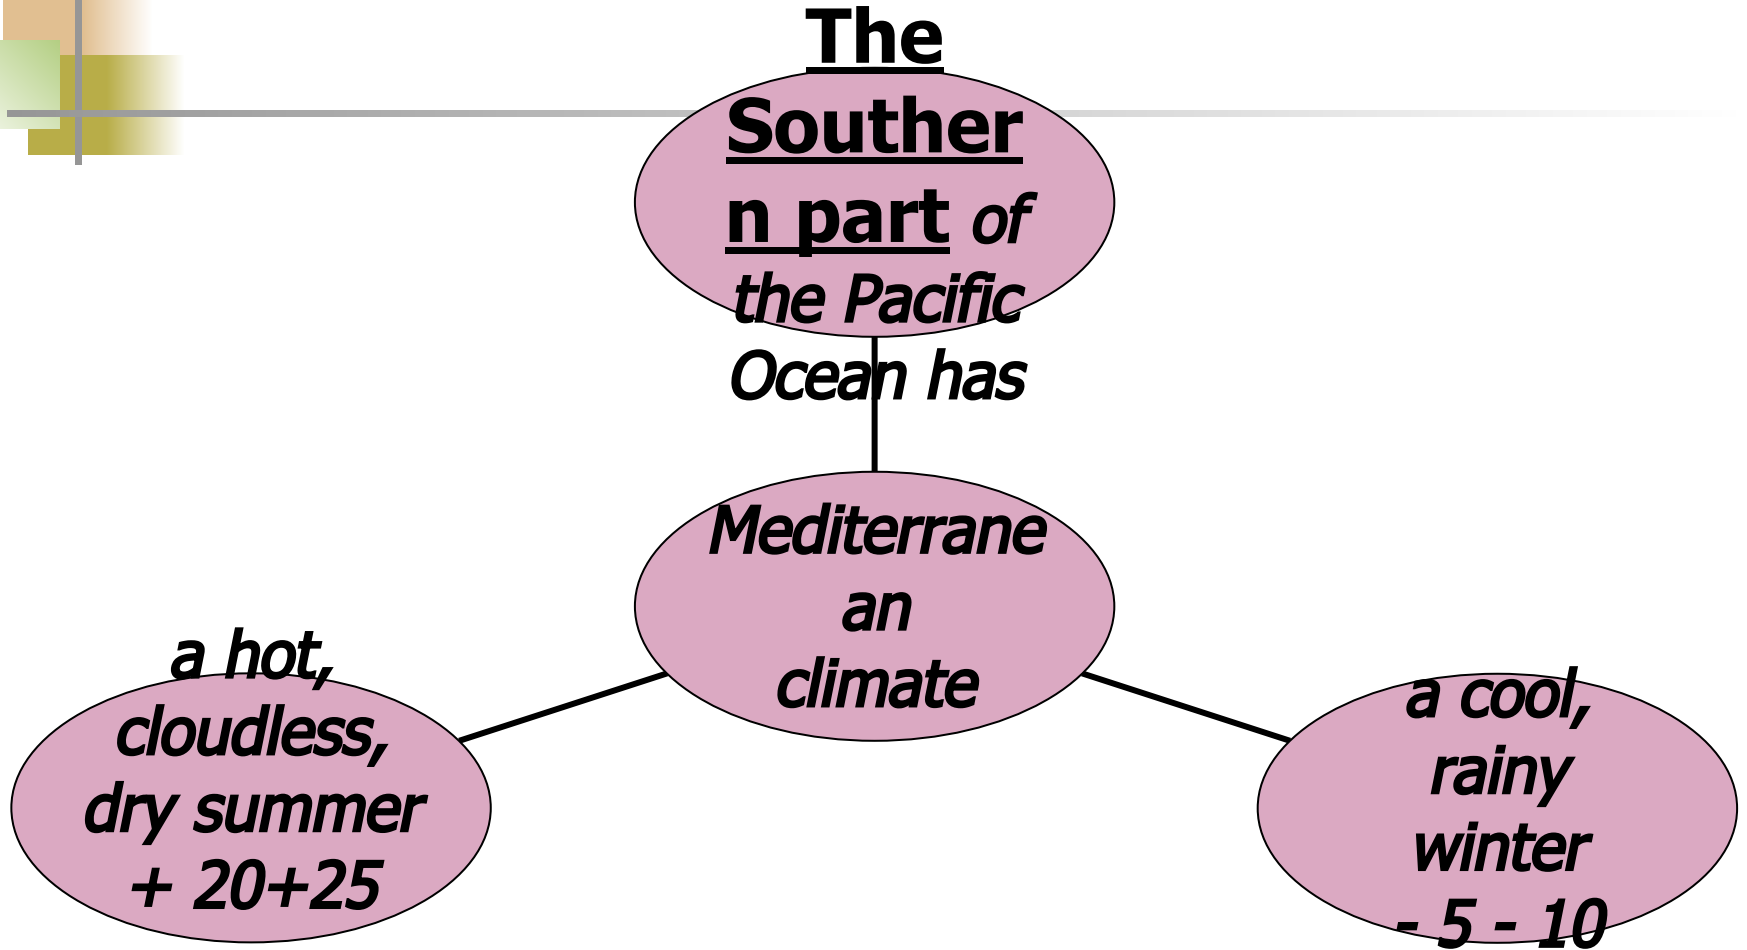 The
Souther
n part of
the Pacific
Ocean has
Mediterrane
an
climate
a hot,
cloudless,
dry summer
+ 20+25
a cool,
rainy
winter
- 5 - 10